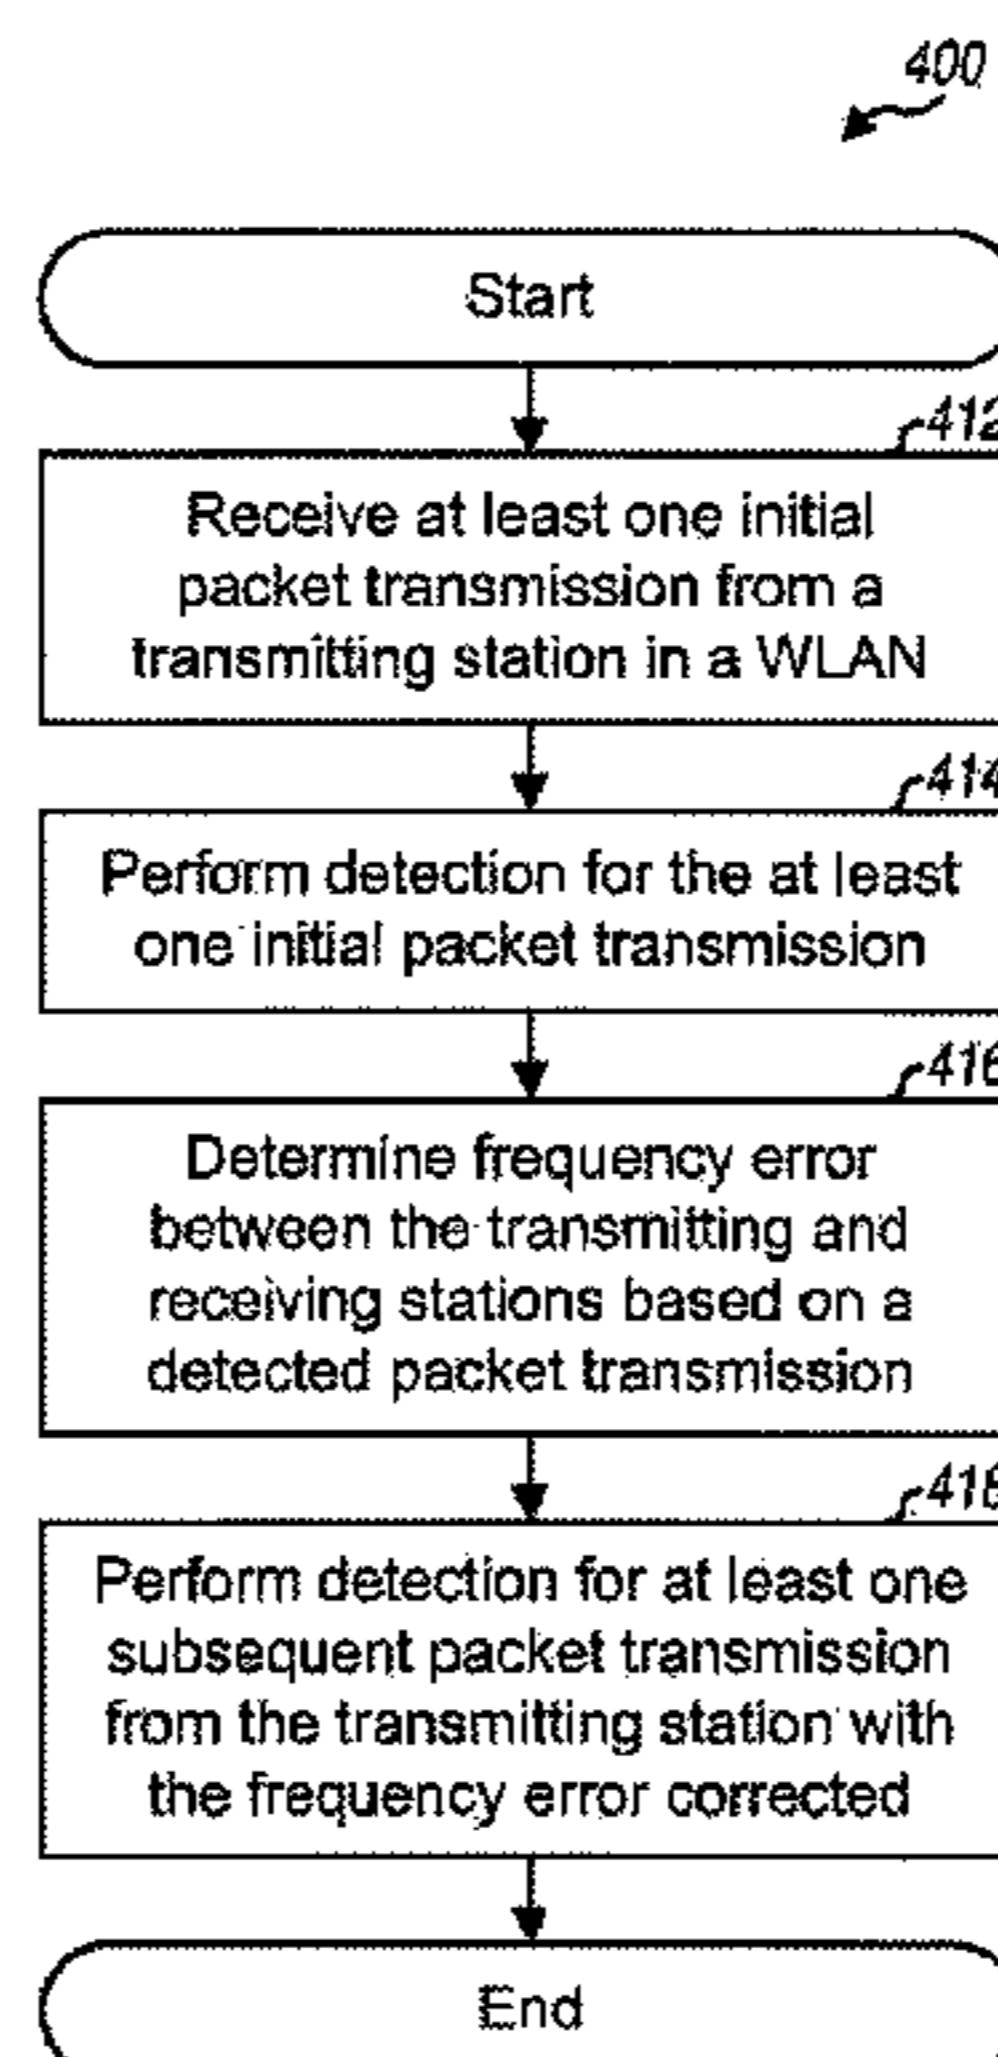 400
Start
412
Receive at least one initial
packet transmission from a
transmitting station in a WLAN
414
Perform detection for the at least
one initial packet transmission
416
Determine frequency error
between the transmitting and
receiving stations based on a
detected packet transmission
418
Perform detection for at least one
subsequent packet transmission
from the transmitting station with
the frequency error corrected
End